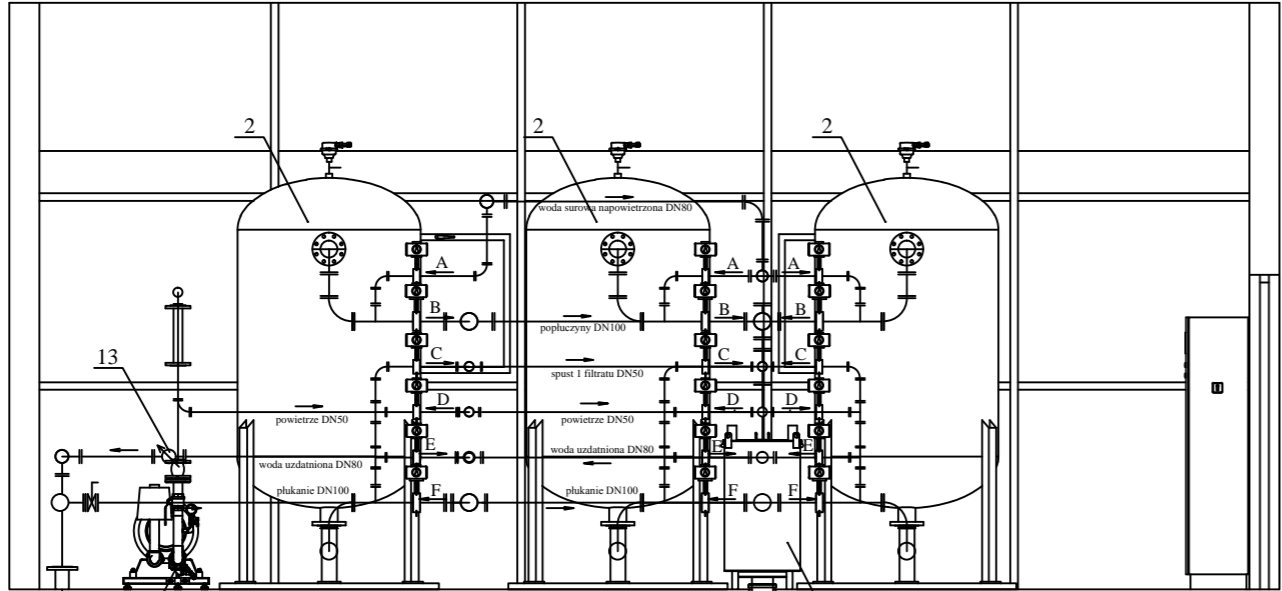 2 2 2
woda surowa napowietrzona DN80
A A A
B B B
popłuczyny DN100
13 C C C
spust 1 filtratu DN50
D D D
powietrze DN50 powietrze DN50
E E E
woda uzdatniona DN80 woda uzdatniona DN80
płukanie DN100 płukanie DN100
F F F